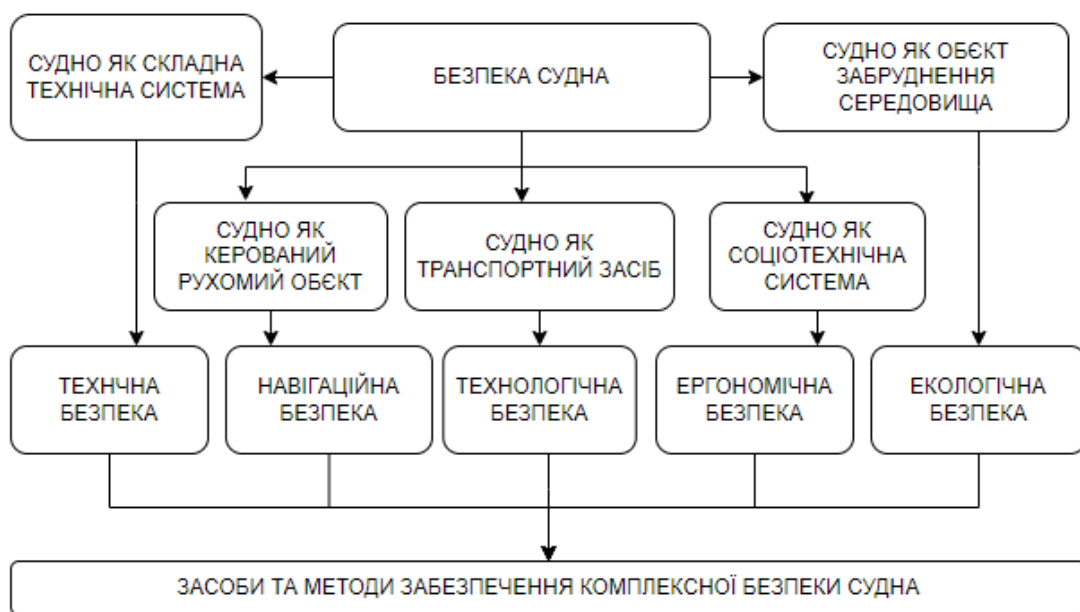 СУДНО ЯК СКЛАДНА
ТЕХНІЧНА СИСТЕМА
БЕЗПЕКА СУДНА
СУДНО ЯК ОБЄКТ
ЗАБРУДНЕННЯ
СЕРЕДОВИЩА
СУДНО ЯК
КЕРОВАНИЙ
РУХОМИЙ ОБЄКТ
СУДНО ЯК
ТРАНСПОРТНИЙ ЗАСІБ
СУДНО ЯК
СОЦІОТЕХНІЧНА
СИСТЕМА
ТЕХНЧНА
БЕЗПЕКА
НАВІГАЦІЙНА
БЕЗПЕКА
ТЕХНОЛОГІЧНА
БЕЗПЕКА
ЕРГОНОМІЧНА
БЕЗПЕКА
ЕКОЛОГІЧНА
БЕЗПЕКА
ЗАСОБИ ТА МЕТОДИ ЗАБЕЗПЕЧЕННЯ КОМПЛЕКСНОЇ БЕЗПЕКИ СУДНА